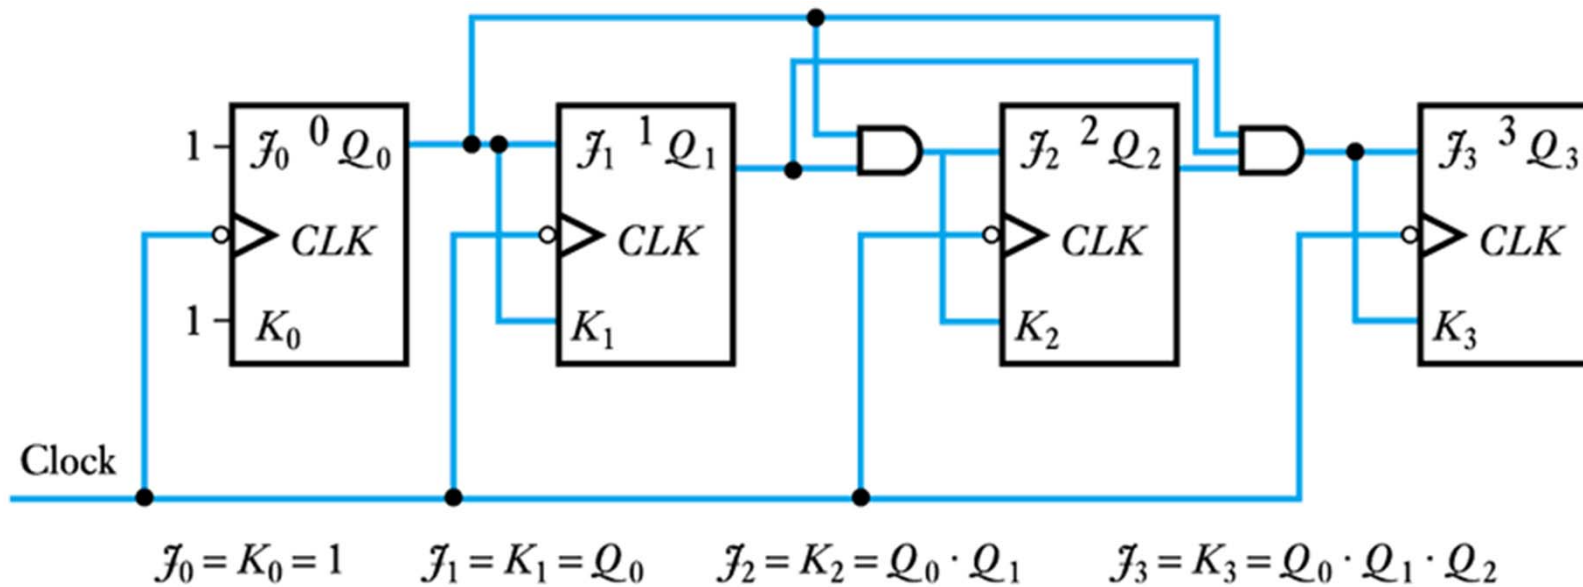 1 J₀ 0 Q₀ J₁ 1 Q₁ J₂ 2 Q₂ J₃ 3 Q₃
CLK CLK CLK CLK
1 K₀ K₁ K₂ K₃
Clock
J₀ = K₀ = 1 J₁ = K₁ = Q₀ J₂ = K₂ = Q₀ · Q₁ J₃ = K₃ = Q₀ · Q₁ · Q₂